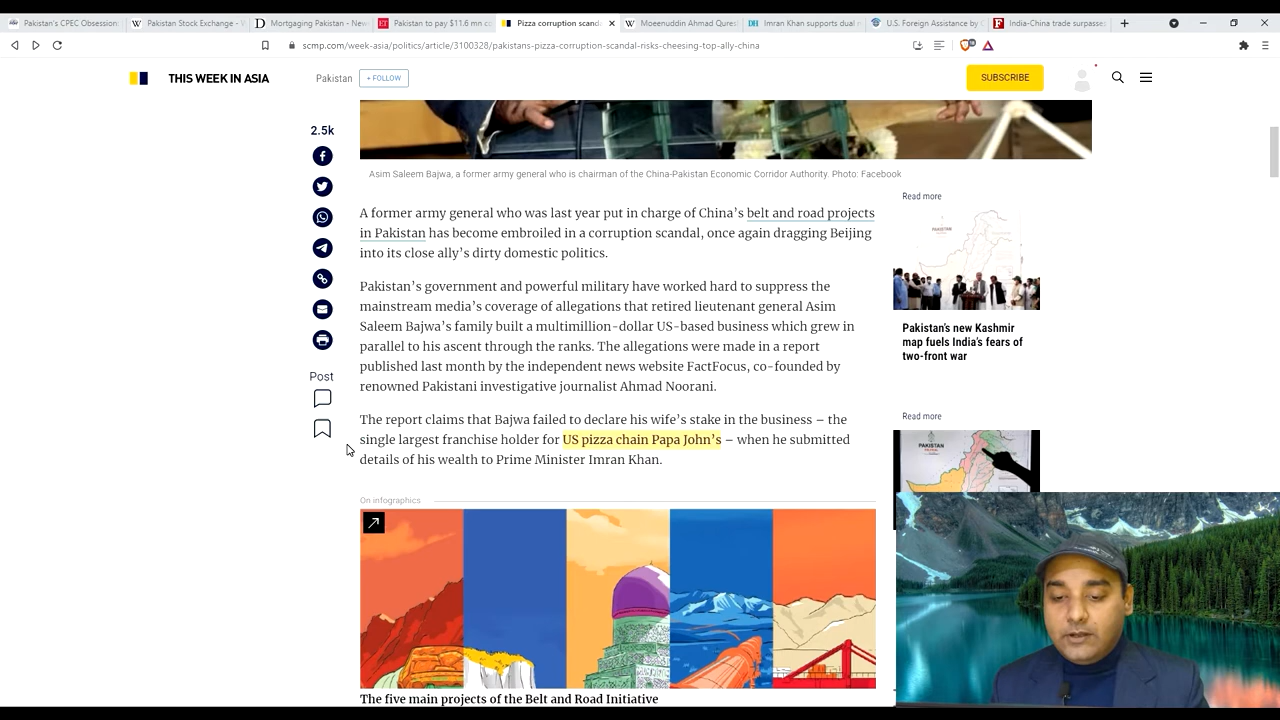 Pakistan's CPEC Obsession:
Pakistan Stock Exchange - W
Mortgaging Pakistan - New
Pakistan to pay $11.6 mn co
Pizza corruption scand
Moeenuddin Ahmad Qures
Imran Khan supports dual
U.S. Foreign Assistance by C
India-China trade surpasses
scmp.com/week-asia/politics/article/3100328/pakistans-pizza-corruption-scandal-risks-cheesing-top-ally-china
THIS WEEK IN ASIA
Pakistan
+ FOLLOW
SUBSCRIBE
2.5k
Post
Asim Saleem Bajwa, a former army general who is chairman of the China-Pakistan Economic Corridor Authority. Photo: Facebook
A former army general who was last year put in charge of China's belt and road projects
in Pakistan has become embroiled in a corruption scandal, once again dragging Beijing
into its close ally's dirty domestic politics.
Pakistan's government and powerful military have worked hard to suppress the
mainstream media's coverage of allegations that retired lieutenant general Asim
Saleem Bajwa's family built a multimillion-dollar US-based business which grew in
parallel to his ascent through the ranks. The allegations were made in a report
published last month by the independent news website FactFocus, co-founded by
renowned Pakistani investigative journalist Ahmad Noorani.
The report claims that Bajwa failed to declare his wife's stake in the business – the
single largest franchise holder for US pizza chain Papa John's – when he submitted
details of his wealth to Prime Minister Imran Khan.
On infographics
The five main projects of the Belt and Road Initiative
Read more
PAKISTAN
Pakistan's new Kashmir
map fuels India's fears of
two-front war
Read more
PAKISTAN